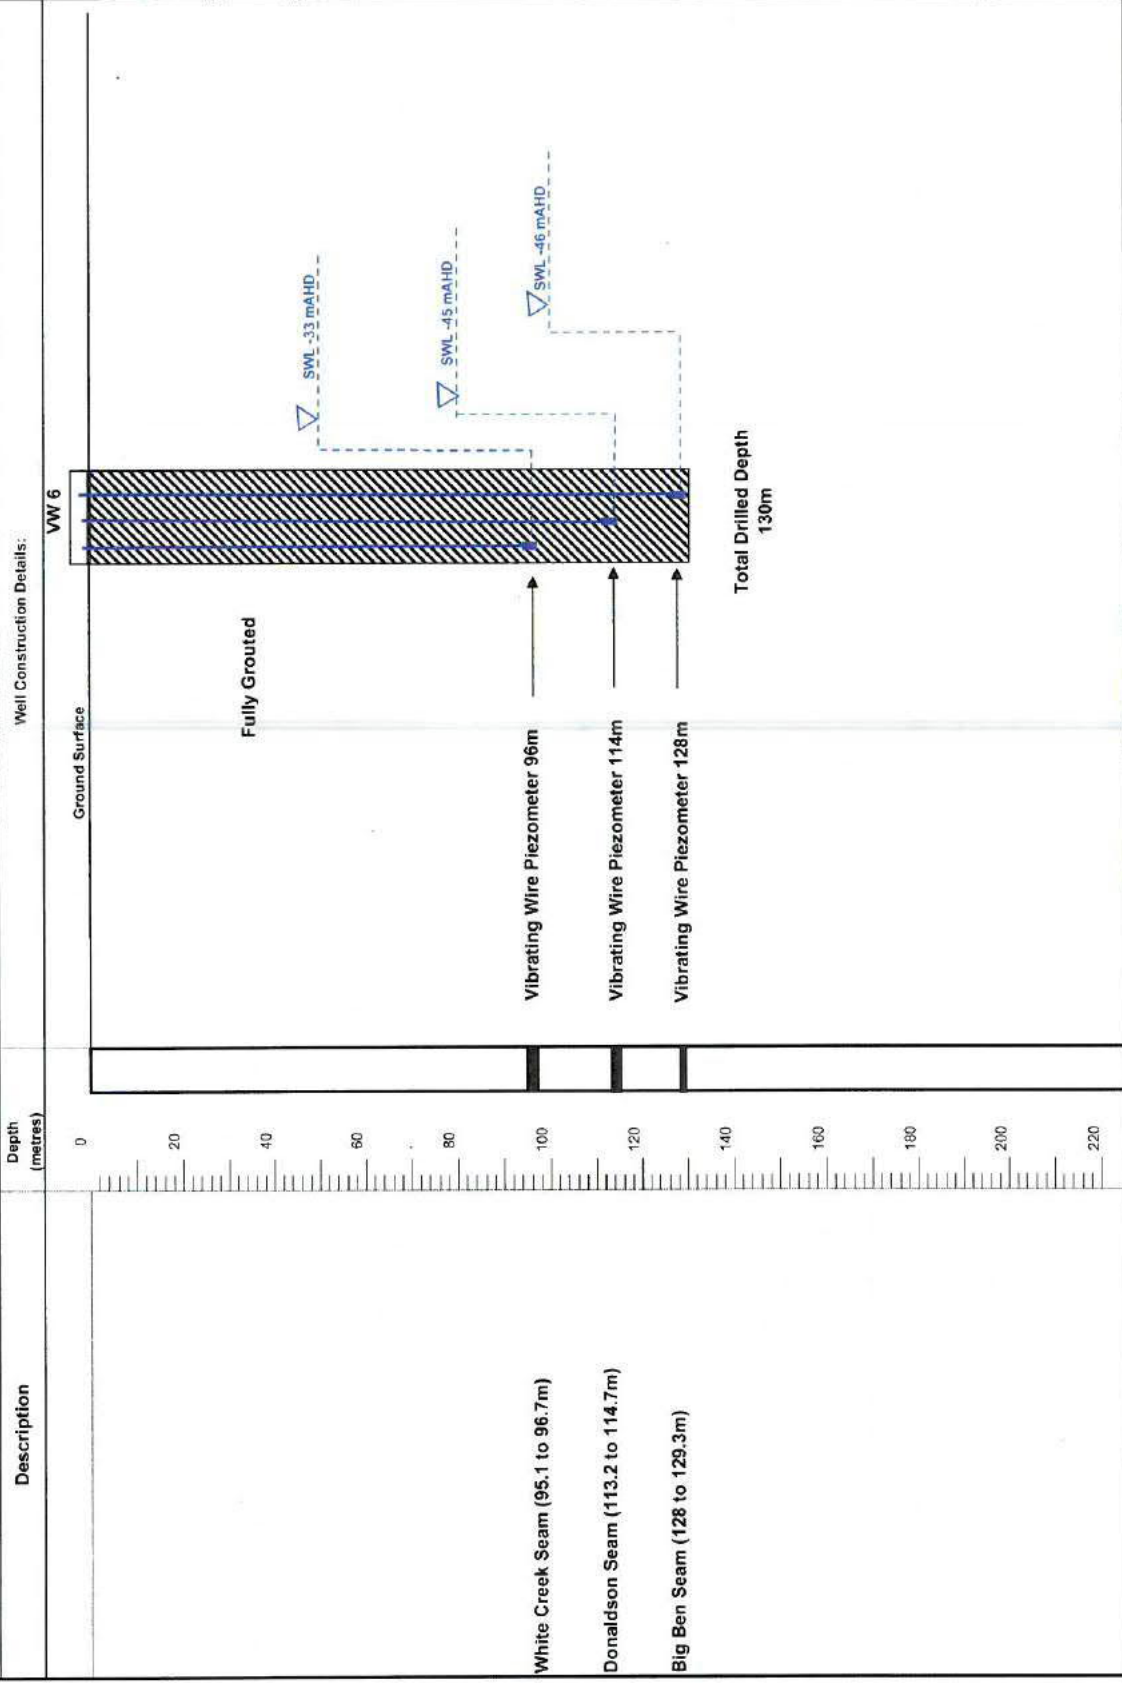 Description
Depth
(metres)
Well Construction Details:
Ground Surface
VW 6
0
20
40
60
80
100
120
140
160
180
200
220
Fully Grouted
SWL -33 mAHD
SWL -45 mAHD
SWL -46 mAHD
White Creek Seam (95.1 to 96.7m)
Vibrating Wire Piezometer 96m
Donaldson Seam (113.2 to 114.7m)
Vibrating Wire Piezometer 114m
Big Ben Seam (128 to 129.3m)
Vibrating Wire Piezometer 128m
Total Drilled Depth
130m